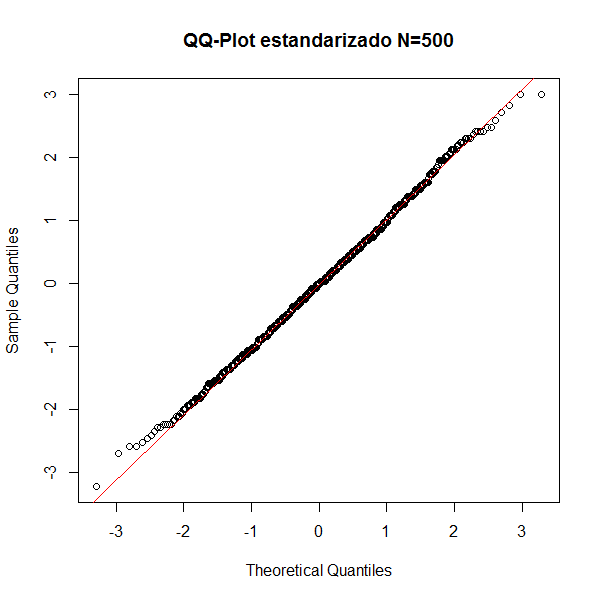 QQ-Plot estandarizado N=500
Sample Quantiles
3
2
1
0
-1
-2
-3
-3 -2 -1 0 1 2 3
Theoretical Quantiles